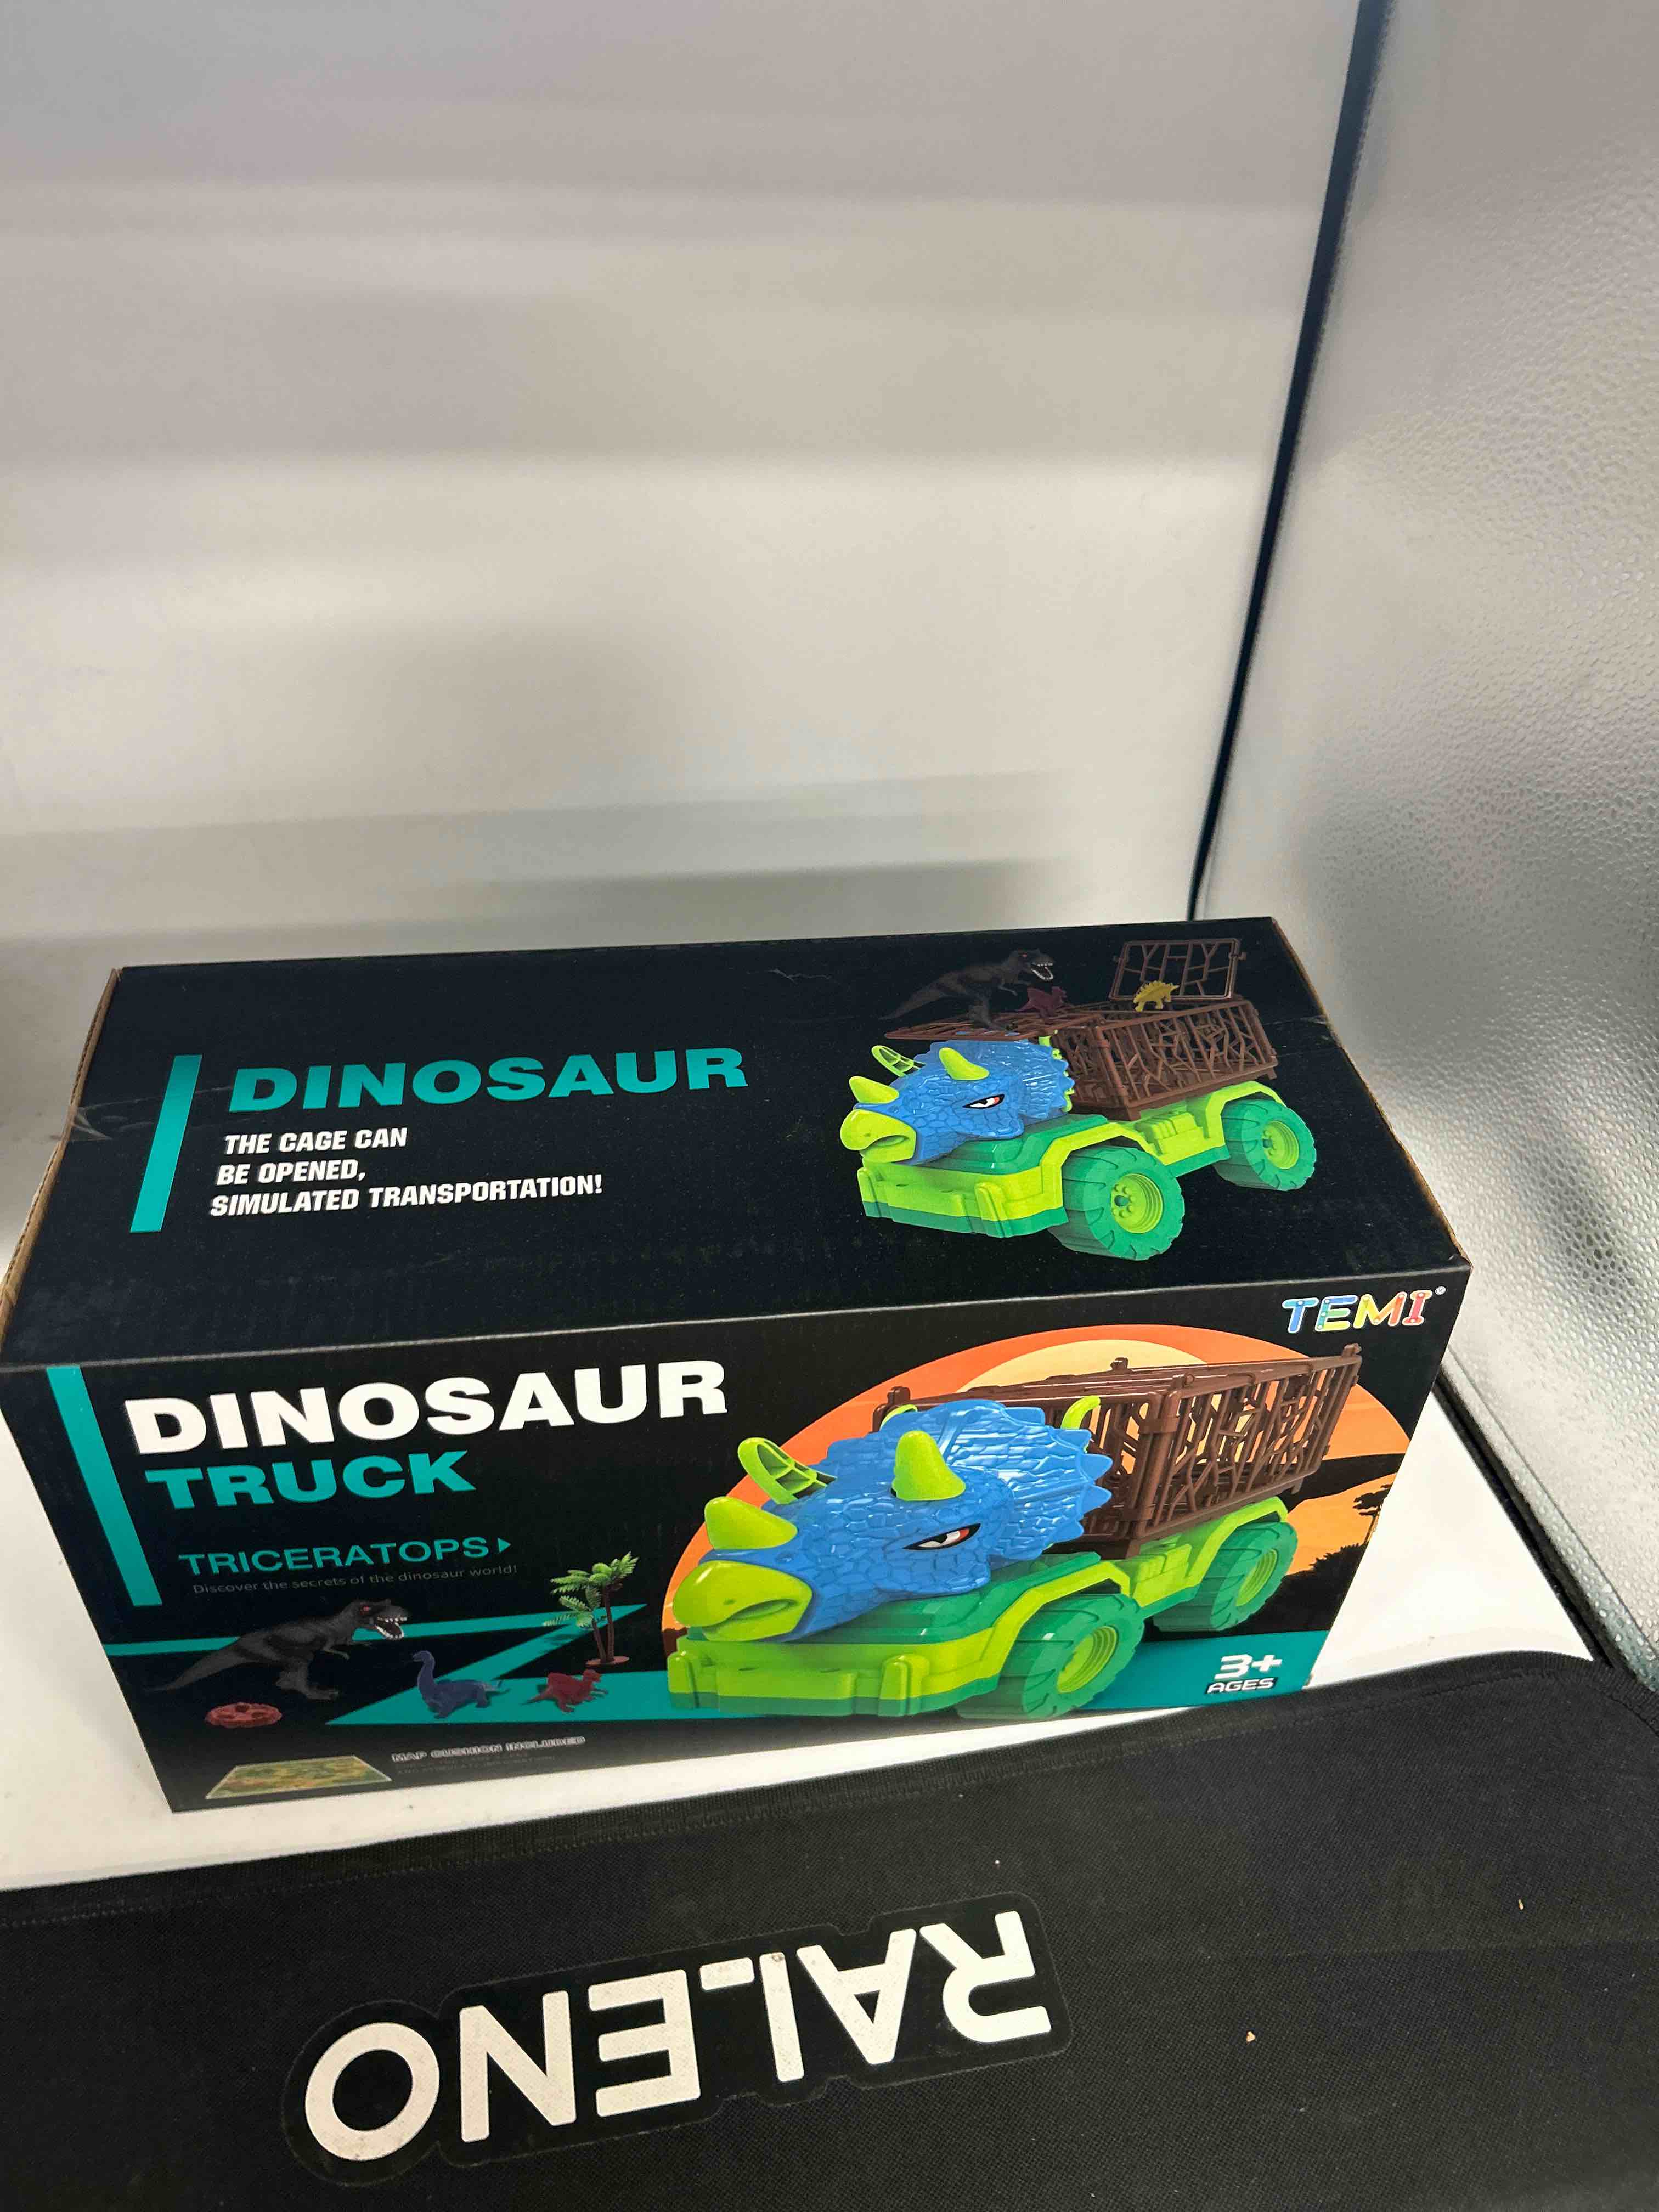 DINOSAUR
THE CAGE CAN
BE OPENED,
SIMULATED TRANSPORTATION!
TEMI®
DINOSAUR
TRUCK
TRICERATOPS
Discover the secrets of the dinosaur world!
3+
AGES
MAP CUSHION INCLUDED
RALENO